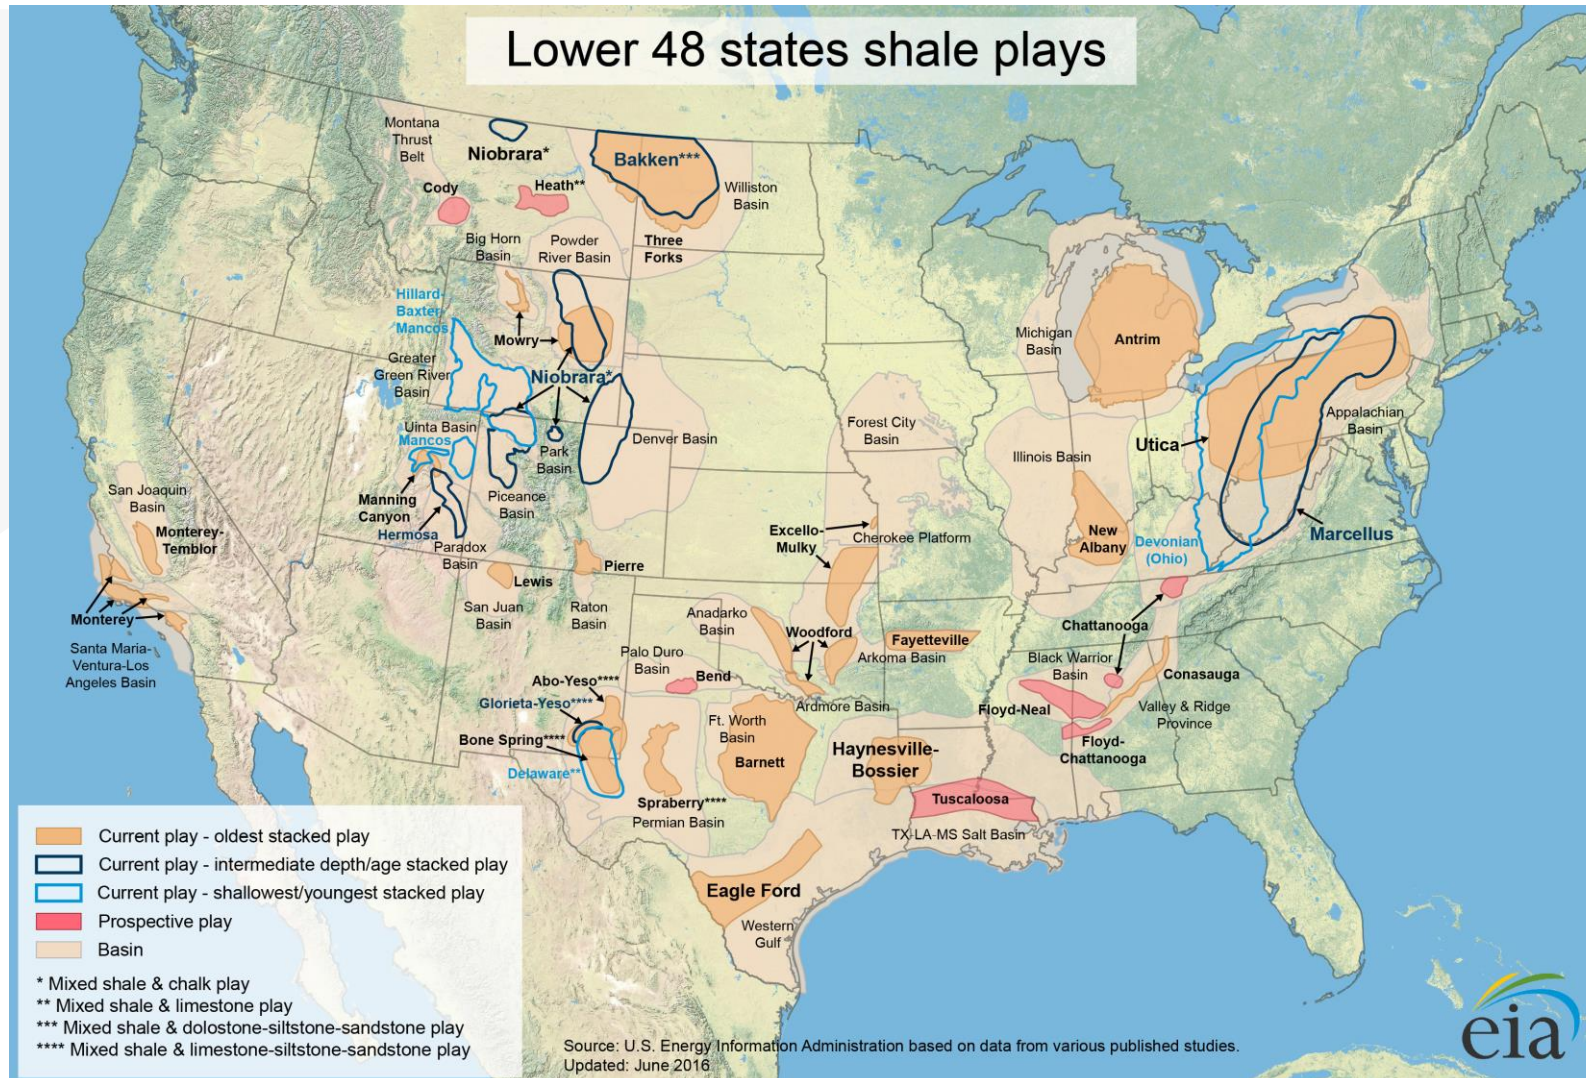 Lower 48 states shale plays
Montana
Thrust
Belt
Niobrara*
Bakken***
Cody
Heath**
Williston
Basin
Big Horn
Basin
Powder
River Basin
Three
Forks
Hillard-
Baxter-
Mancos
Mowry
Greater
Green River
Basin
Niobrara*
Michigan
Basin
Antrim
Uinta Basin
Mancos
Park
Basin
Denver Basin
Forest City
Basin
Illinois Basin
Utica
Appalachian
Basin
Manning
Canyon
Piceance
Basin
Hermosa
Paradox
Basin
San Joaquin
Basin
Monterey-
Temblor
Excello-
Mulky
Cherokee Platform
New
Albany
Devonian
(Ohio)
Marcellus
Lewis
Pierre
San Juan
Basin
Raton
Basin
Monterey
Santa Maria-
Ventura-Los
Angeles Basin
Anadarko
Basin
Woodford
Fayetteville
Arkoma Basin
Chattanooga
Palo Duro
Basin
Bend
Black Warrior
Basin
Conasauga
Abo-Yeso****
Glorieta-Yeso****
Ardmore Basin
Floyd-Neal
Valley & Ridge
Province
Bone Spring****
Ft. Worth
Basin
Barnett
Haynesville-
Bossier
Floyd-
Chattanooga
Delaware**
Spraberry****
Permian Basin
Tuscaloosa
TX-LA-MS Salt Basin
Eagle Ford
Western
Gulf
Current play - oldest stacked play
Current play - intermediate depth/age stacked play
Current play - shallowest/youngest stacked play
Prospective play
Basin
* Mixed shale & chalk play
** Mixed shale & limestone play
*** Mixed shale & dolostone-siltstone-sandstone play
**** Mixed shale & limestone-siltstone-sandstone play
Source: U.S. Energy Information Administration based on data from various published studies.
Updated: June 2016
eia